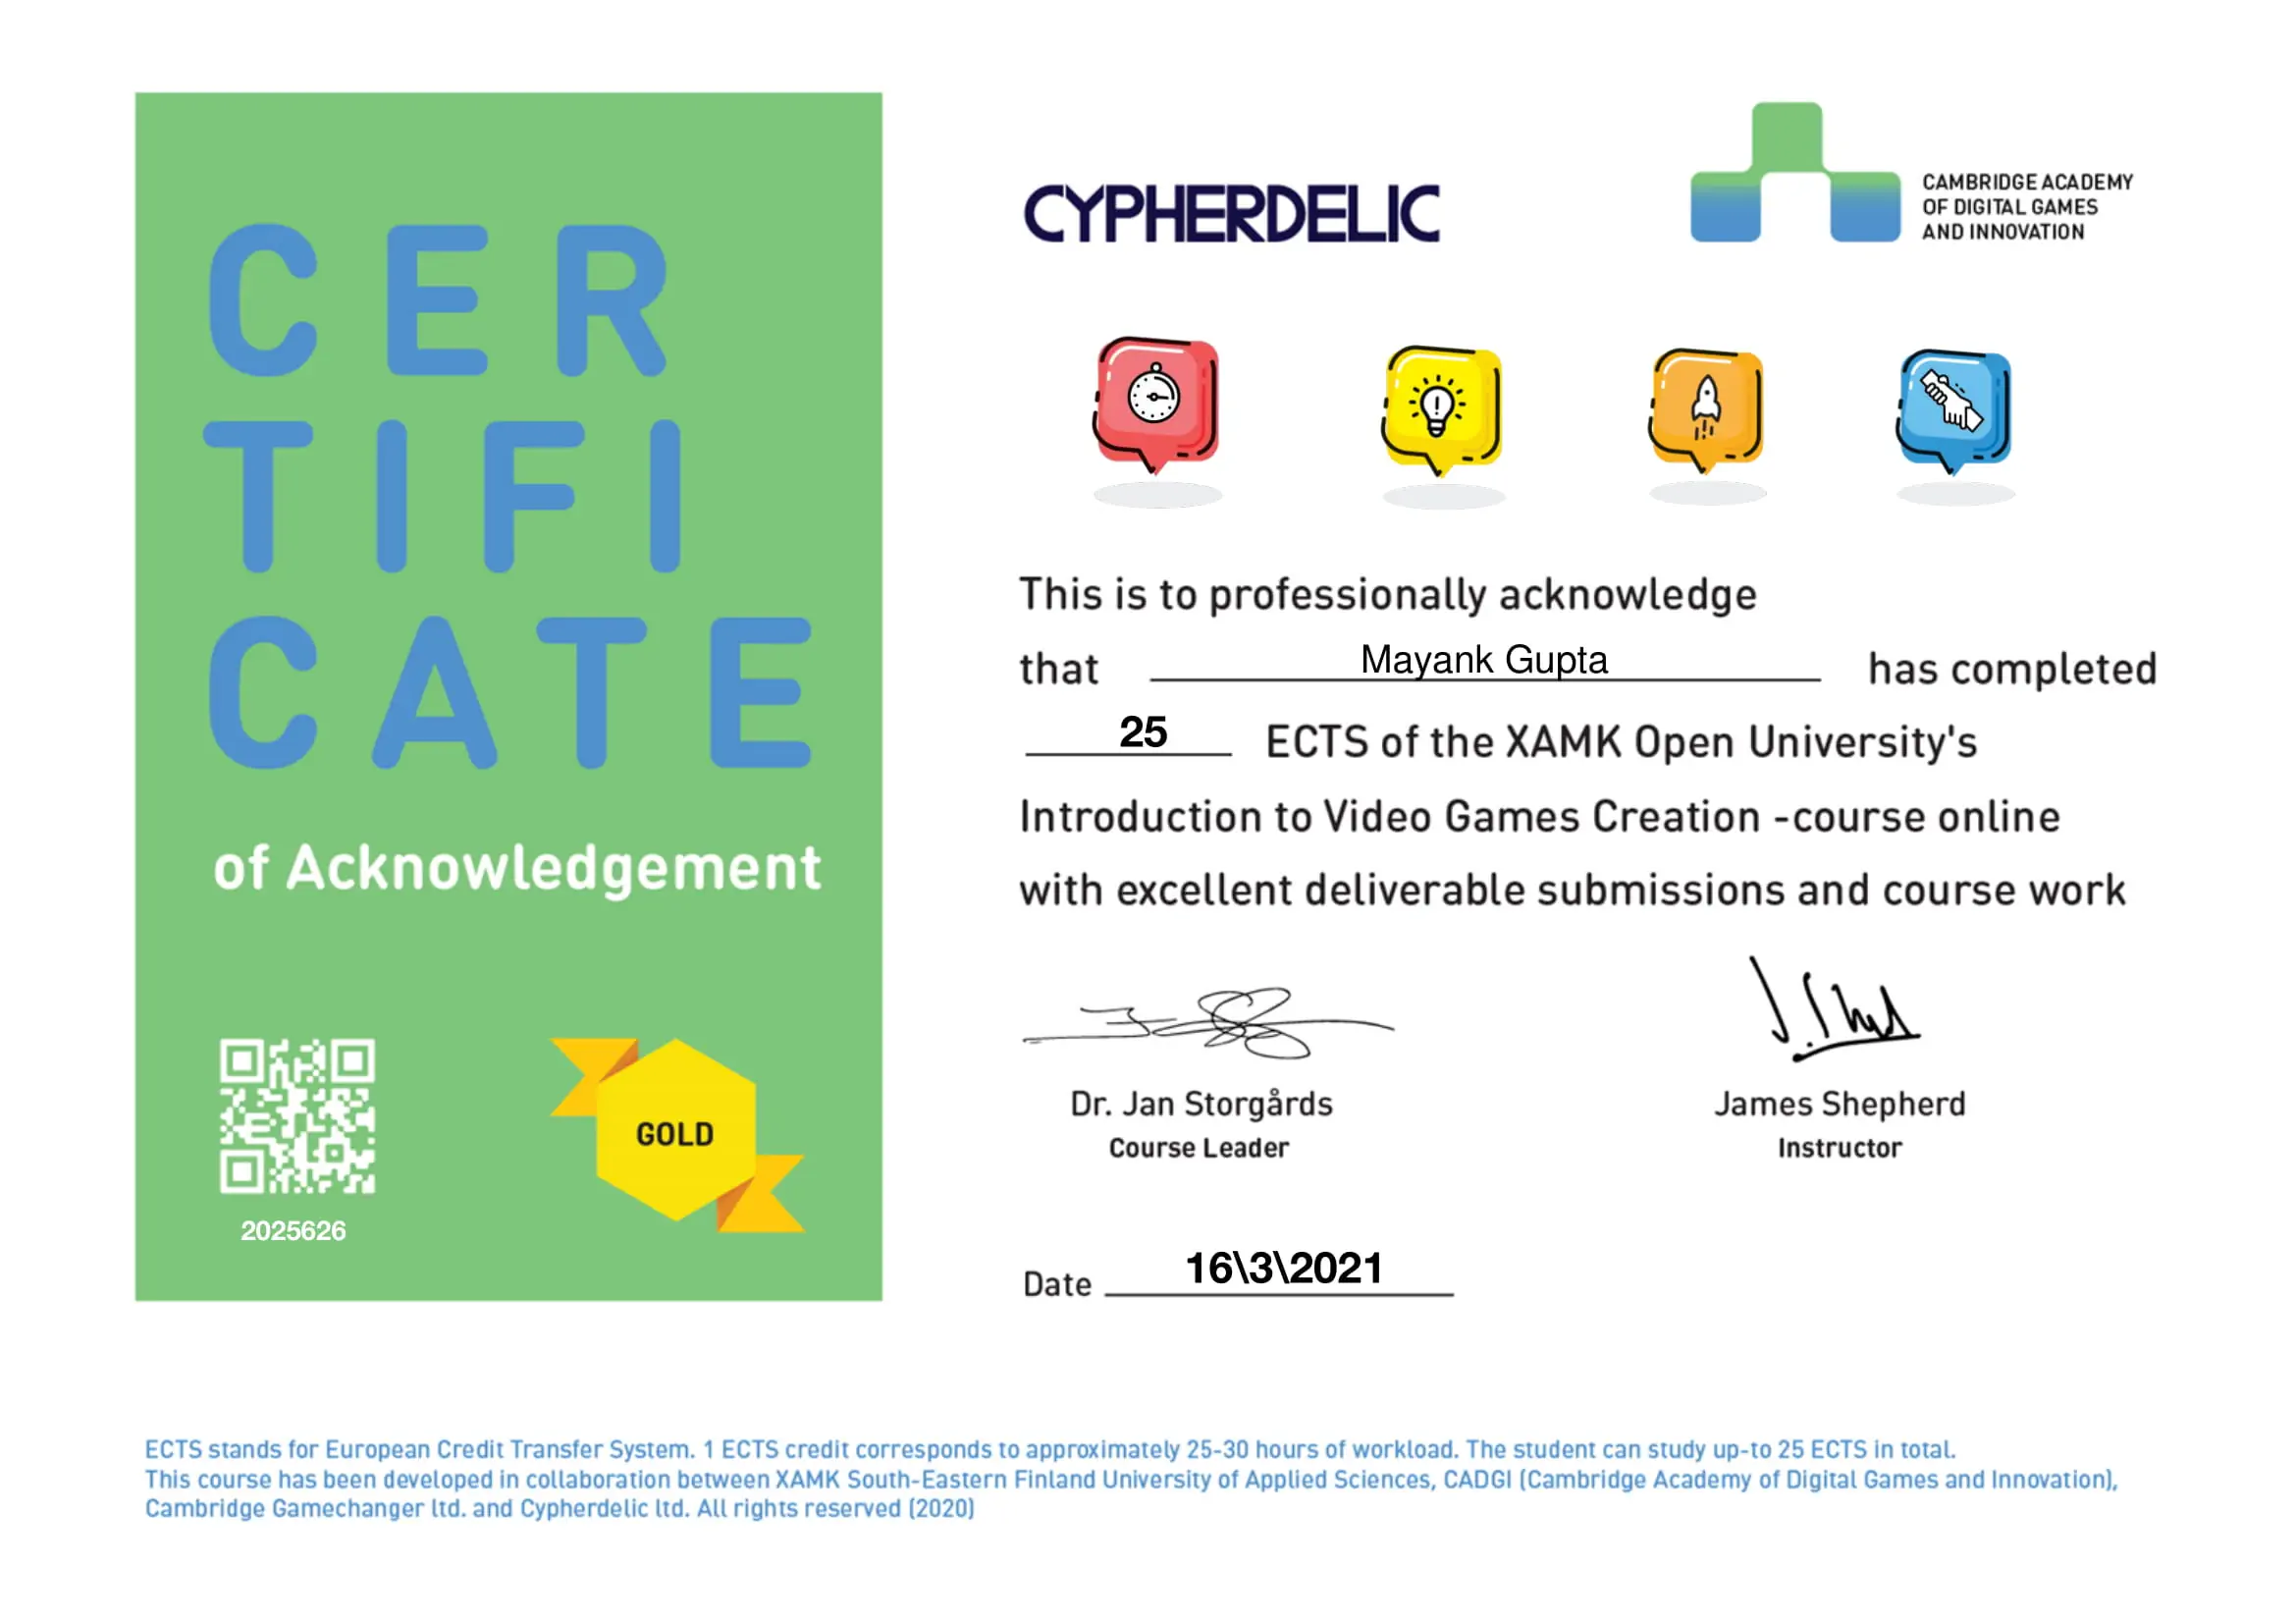 CER
TIFI
CATE
of Acknowledgement
2025626
GOLD
CYPHERDELIC
CAMBRIDGE ACADEMY
OF DIGITAL GAMES
AND INNOVATION
This is to professionally acknowledge
that Mayank Gupta has completed
25 ECTS of the XAMK Open University's
Introduction to Video Games Creation -course online
with excellent deliverable submissions and course work
Dr. Jan Storgårds
Course Leader
James Shepherd
Instructor
Date 16\3\2021
ECTS stands for European Credit Transfer System. 1 ECTS credit corresponds to approximately 25-30 hours of workload. The student can study up-to 25 ECTS in total.
This course has been developed in collaboration between XAMK South-Eastern Finland University of Applied Sciences, CADGI (Cambridge Academy of Digital Games and Innovation),
Cambridge Gamechanger ltd. and Cypherdelic ltd. All rights reserved (2020)